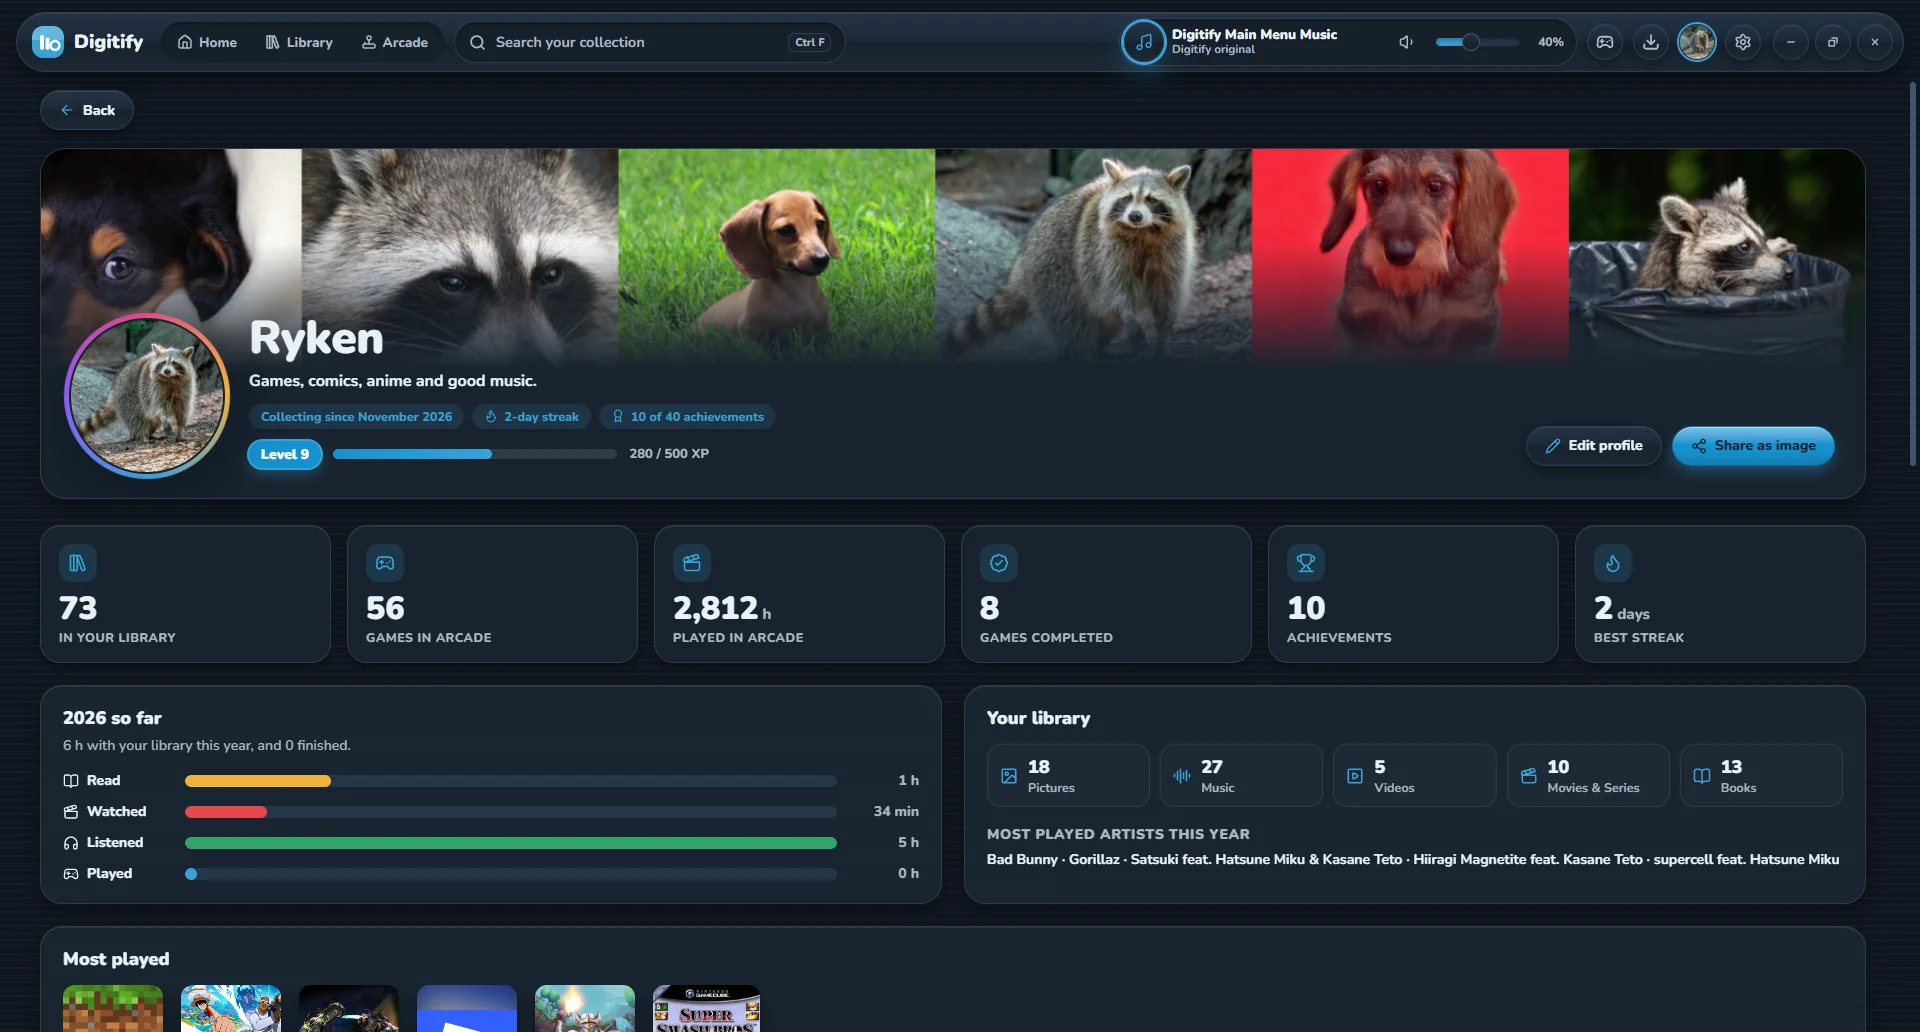 Digitify
Home
Library
Arcade
Search your collection
Ctrl F
Digitify Main Menu Music
Digitify original
40%
Back
Ryken
Games, comics, anime and good music.
Collecting since November 2026
2-day streak
10 of 40 achievements
Level 9
280 / 500 XP
Edit profile
Share as image
73
IN YOUR LIBRARY
56
GAMES IN ARCADE
2,812 h
PLAYED IN ARCADE
8
GAMES COMPLETED
10
ACHIEVEMENTS
2 days
BEST STREAK
2026 so far
6 h with your library this year, and 0 finished.
Read
1 h
Watched
34 min
Listened
5 h
Played
0 h
Your library
18
Pictures
27
Music
5
Videos
10
Movies & Series
13
Books
MOST PLAYED ARTISTS THIS YEAR
Bad Bunny · Gorillaz · Satsuki feat. Hatsune Miku & Kasane Teto · Hiiragi Magnetite feat. Kasane Teto · supercell feat. Hatsune Miku
Most played
NINTENDO
GAMECUBE
SUPER
SMASH BROS